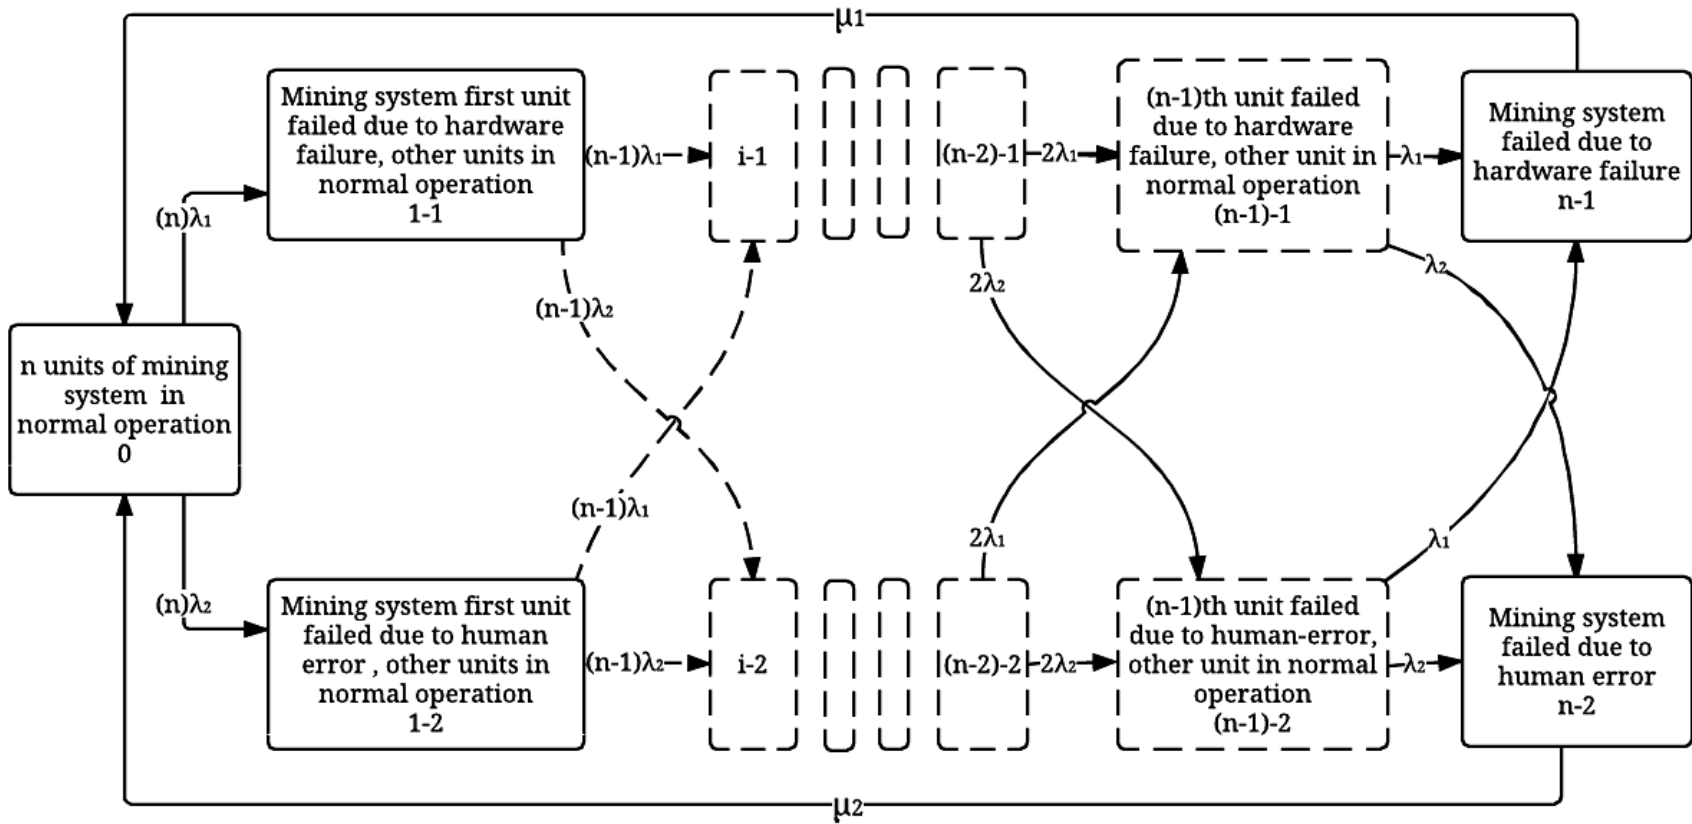 μ1
Mining system first unit
failed due to hardware
failure, other units in
normal operation
1-1
(n-1)λ1
i-1
(n-2)-1
2λ1
(n-1)th unit failed
due to hardware
failure, other unit in
normal operation
(n-1)-1
λ1
Mining system
failed due to
hardware failure
n-1
(n)λ1
(n-1)λ2
2λ2
λ2
n units of mining
system in
normal operation
0
(n-1)λ1
2λ1
λ1
(n)λ2
Mining system first unit
failed due to human
error , other units in
normal operation
1-2
(n-1)λ2
i-2
(n-2)-2
2λ2
(n-1)th unit failed
due to human-error,
other unit in normal
operation
(n-1)-2
λ2
Mining system
failed due to
human error
n-2
μ2